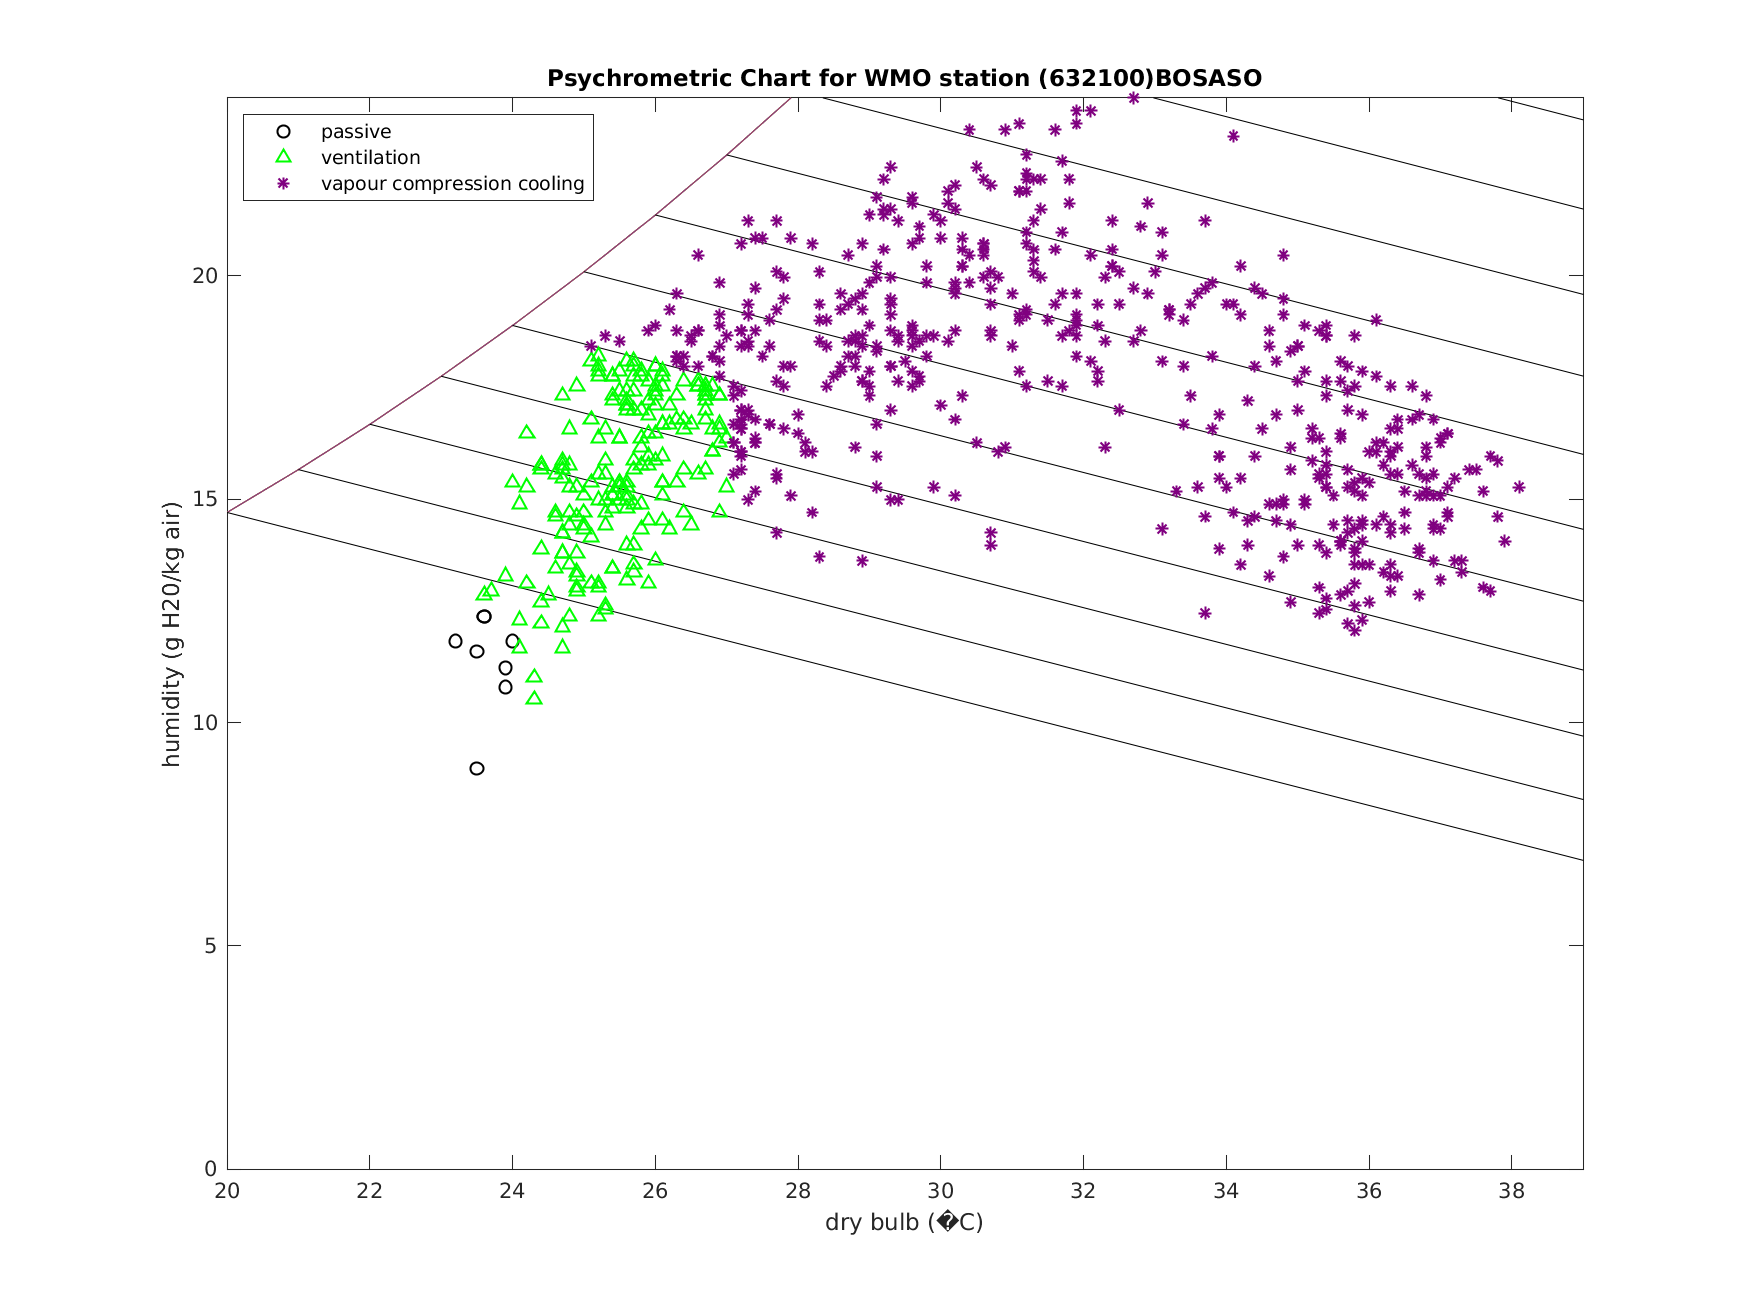 Psychrometric Chart for WMO station (632100)BOSASO
passive
ventilation
vapour compression cooling
humidity (g H20/kg air)
20
15
10
5
0
20 22 24 26 28 30 32 34 36 38
dry bulb (�C)